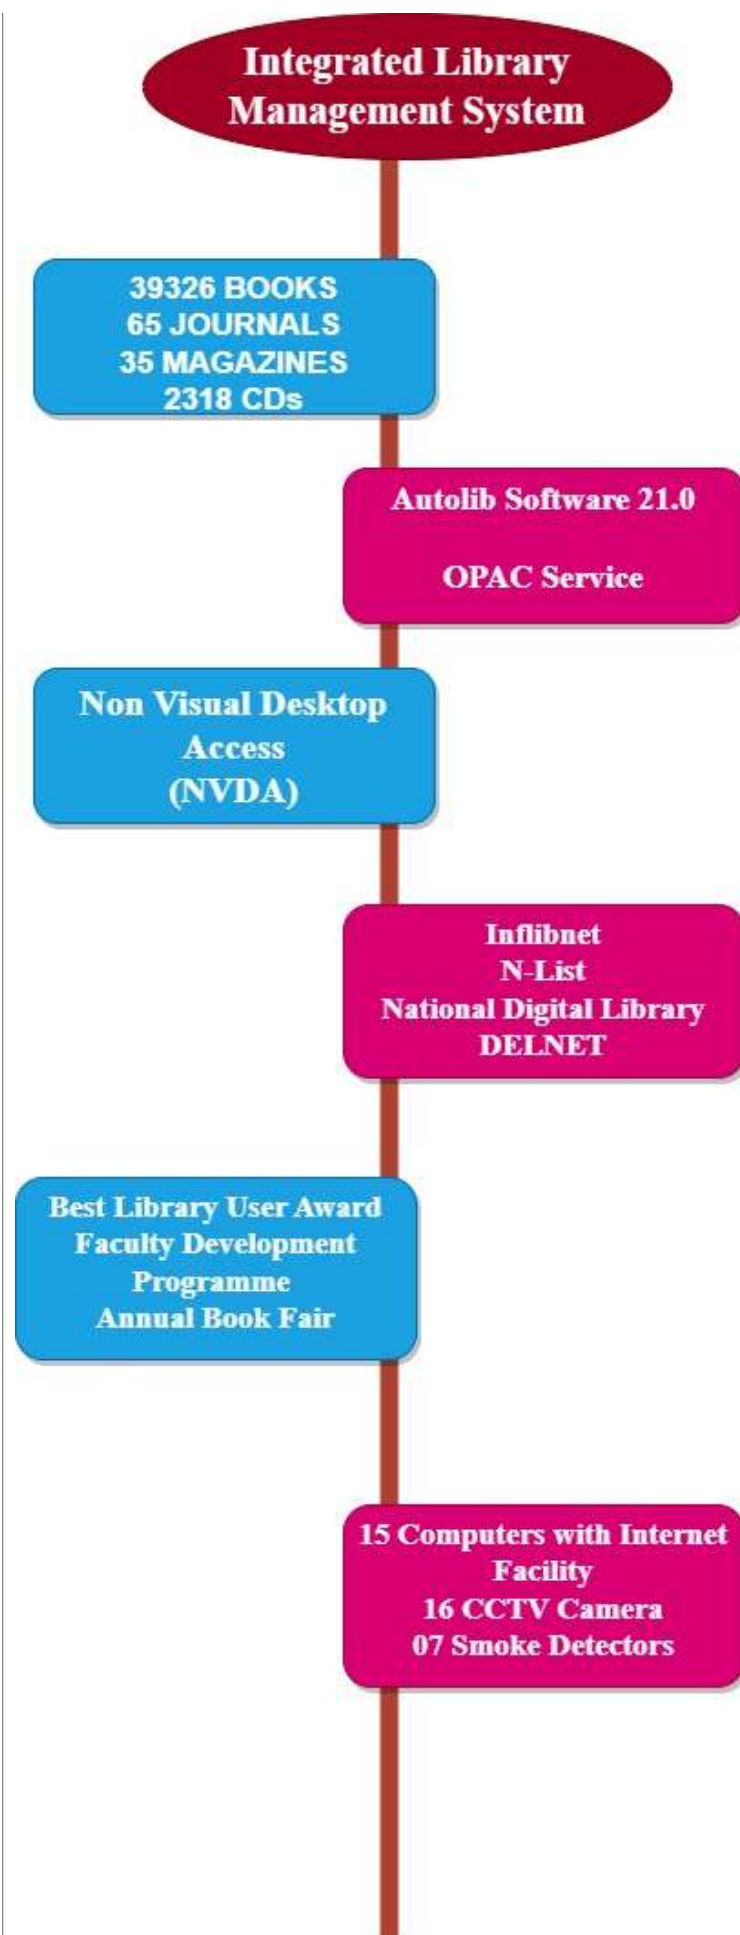 Integrated Library
Management System
39326 BOOKS
65 JOURNALS
35 MAGAZINES
2318 CDs
Autolib Software 21.0
OPAC Service
Non Visual Desktop
Access
(NVDA)
Inflibnet
N-List
National Digital Library
DELNET
Best Library User Award
Faculty Development
Programme
Annual Book Fair
15 Computers with Internet
Facility
16 CCTV Camera
07 Smoke Detectors